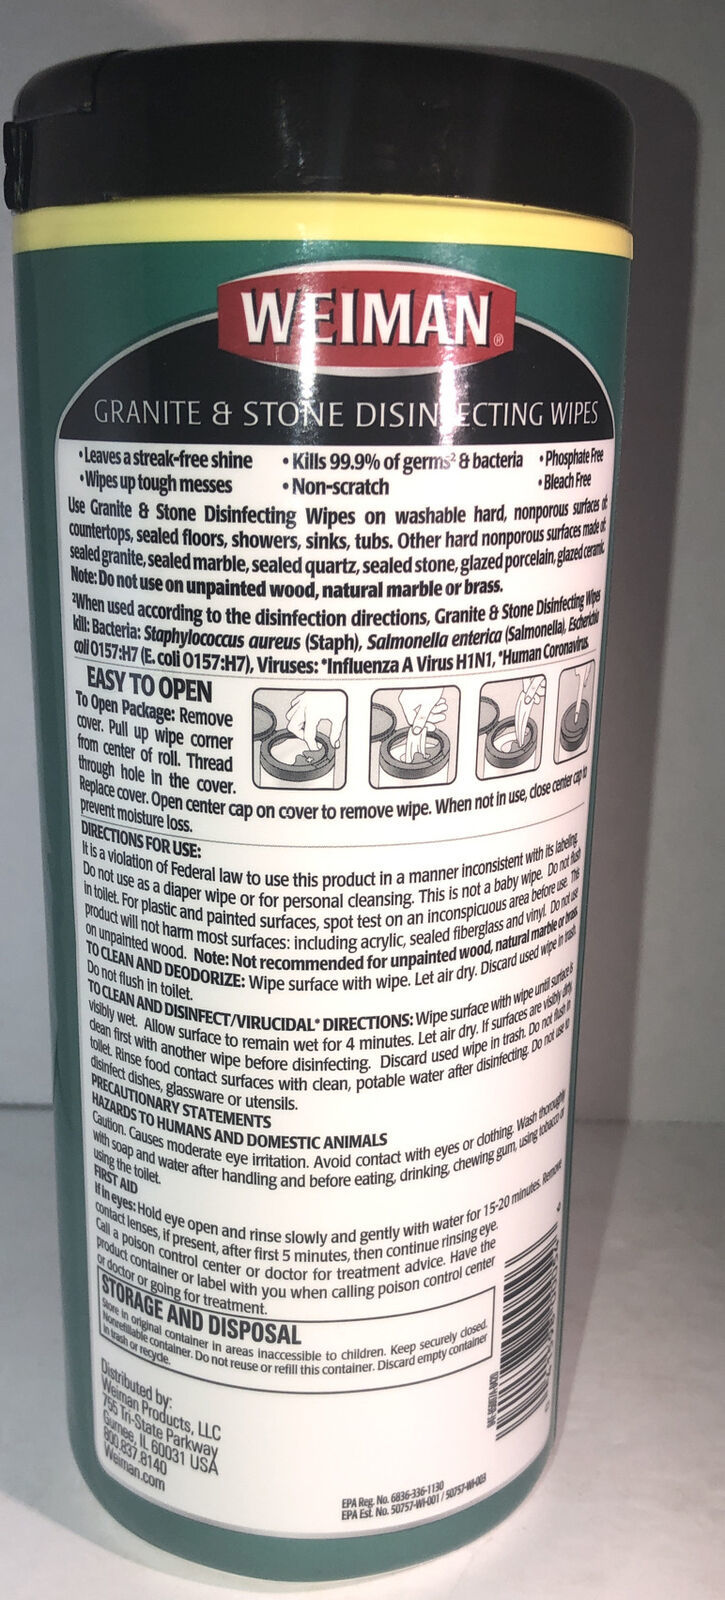 WEIMAN®
GRANITE & STONE DISINFECTING WIPES
•Leaves a streak-free shine •Kills 99.9% of germs² & bacteria •Phosphate Free
•Wipes up tough messes •Non-scratch •Bleach Free
Use Granite & Stone Disinfecting Wipes on washable hard, nonporous surfaces of:
countertops, sealed floors, showers, sinks, tubs. Other hard nonporous surfaces made of:
sealed granite, sealed marble, sealed quartz, sealed stone, glazed porcelain, glazed ceramic.
Note: Do not use on unpainted wood, natural marble or brass.
²When used according to the disinfection directions, Granite & Stone Disinfecting Wipes
kill: Bacteria: Staphylococcus aureus (Staph), Salmonella enterica (Salmonella), Escherichia
coli O157:H7 (E. coli O157:H7), Viruses: *Influenza A Virus H1N1, *Human Coronavirus.
EASY TO OPEN
To Open Package: Remove
cover. Pull up wipe corner
from center of roll. Thread
through hole in the cover.
Replace cover. Open center cap on cover to remove wipe. When not in use, close center cap to
prevent moisture loss.
DIRECTIONS FOR USE:
It is a violation of Federal law to use this product in a manner inconsistent with its labeling.
Do not use as a diaper wipe or for personal cleansing. This is not a baby wipe. Do not flush
in toilet. For plastic and painted surfaces, spot test on an inconspicuous area before use. This
product will not harm most surfaces: including acrylic, sealed fiberglass and vinyl. Do not use
on unpainted wood. Note: Not recommended for unpainted wood, natural marble or brass.
TO CLEAN AND DEODORIZE: Wipe surface with wipe. Let air dry. Discard used wipe in trash.
Do not flush in toilet.
TO CLEAN AND DISINFECT/VIRUCIDAL* DIRECTIONS: Wipe surface with wipe until surface is
visibly wet. Allow surface to remain wet for 4 minutes. Let air dry. If surfaces are visibly dirty,
clean first with another wipe before disinfecting. Discard used wipe in trash. Do not flush in
toilet. Rinse food contact surfaces with clean, potable water after disinfecting. Do not use to
disinfect dishes, glassware or utensils.
PRECAUTIONARY STATEMENTS
HAZARDS TO HUMANS AND DOMESTIC ANIMALS
Caution. Causes moderate eye irritation. Avoid contact with eyes or clothing. Wash thoroughly
with soap and water after handling and before eating, drinking, chewing gum, using tobacco or
using the toilet.
FIRST AID
If in eyes: Hold eye open and rinse slowly and gently with water for 15-20 minutes. Remove
contact lenses, if present, after first 5 minutes, then continue rinsing eye.
Call a poison control center or doctor for treatment advice. Have the
product container or label with you when calling poison control center
or doctor or going for treatment.
STORAGE AND DISPOSAL
Store in original container in areas inaccessible to children. Keep securely closed.
Nonrefillable container. Do not reuse or refill this container. Discard empty container
in trash or recycle.
Distributed by:
Weiman Products, LLC
755 Tri-State Parkway
Gurnee, IL 60031 USA
800.837.8140
Weiman.com
EPA Reg. No. 6836-336-1130
EPA Est. No. 50757-WI-001 / 50757-WI-003